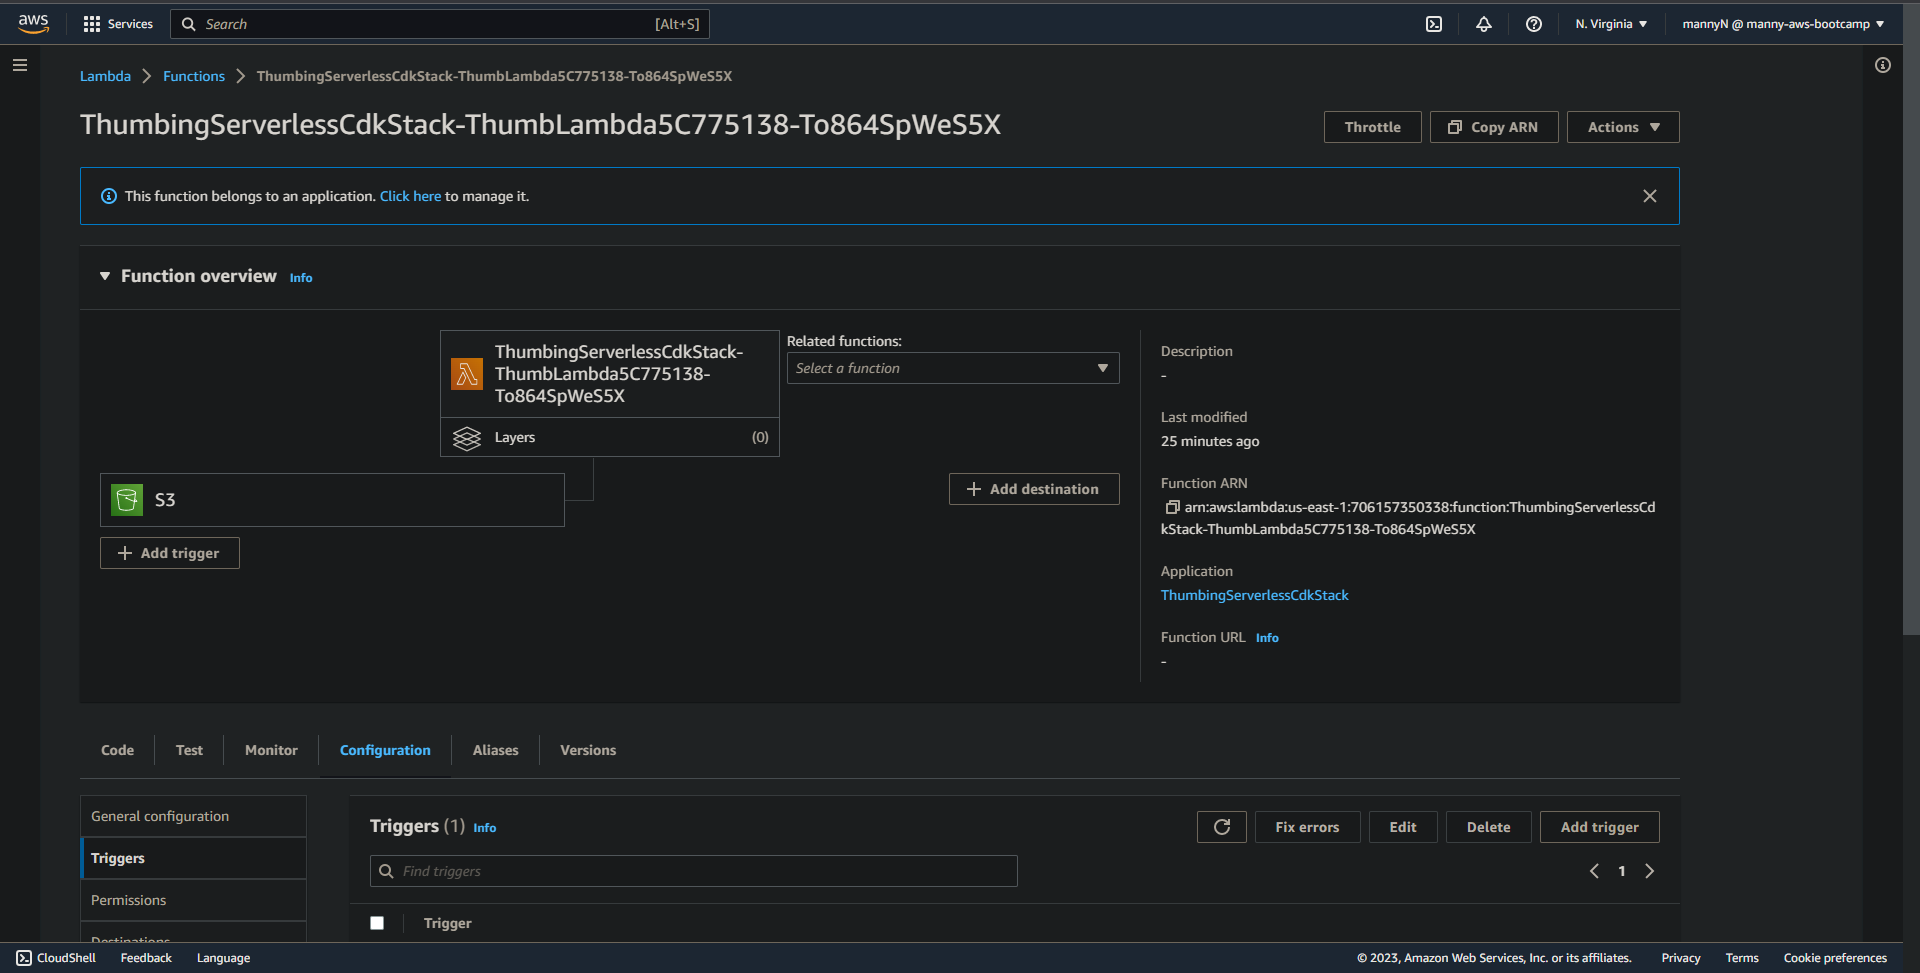 aws
Services
Search
[Alt+S]
N. Virginia
mannyN @ manny-aws-bootcamp
Lambda
Functions
ThumbingServerlessCdkStack-ThumbLambda5C775138-To864SpWeS5X
ThumbingServerlessCdkStack-ThumbLambda5C775138-To864SpWeS5X
Throttle
Copy ARN
Actions
This function belongs to an application. Click here to manage it.
Function overview Info
ThumbingServerlessCdkStack-
ThumbLambda5C775138-
To864SpWeS5X
Layers
(0)
Related functions:
Select a function
S3
Add trigger
Add destination
Description
-
Last modified
25 minutes ago
Function ARN
arn:aws:lambda:us-east-1:706157350338:function:ThumbingServerlessCd
kStack-ThumbLambda5C775138-To864SpWeS5X
Application
ThumbingServerlessCdkStack
Function URL Info
-
Code
Test
Monitor
Configuration
Aliases
Versions
General configuration
Triggers
Permissions
Destinations
Triggers (1) Info
Fix errors
Edit
Delete
Add trigger
Find triggers
1
Trigger
CloudShell
Feedback
Language
© 2023, Amazon Web Services, Inc. or its affiliates.
Privacy
Terms
Cookie preferences